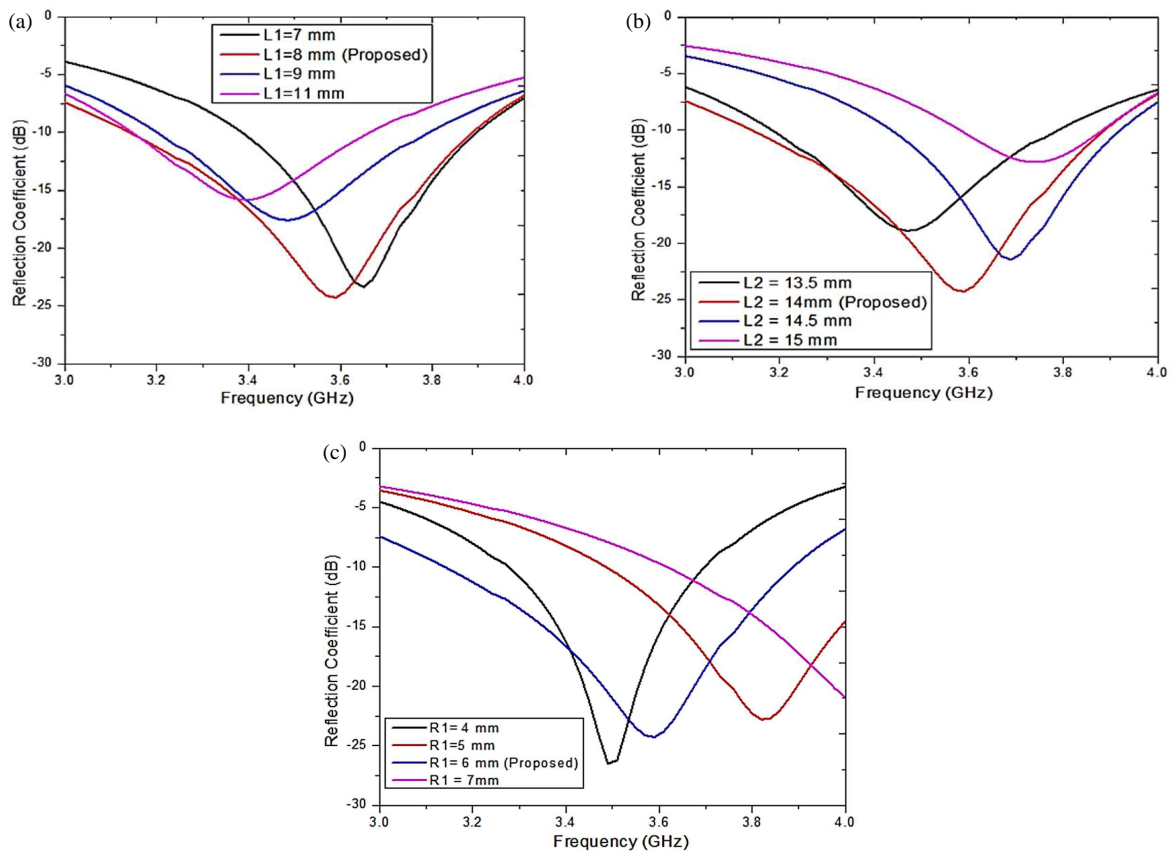 (a)
0
-5
-10
-15
-20
-25
-30
Reflection Coefficient (dB)
L1=7 mm
L1=8 mm (Proposed)
L1=9 mm
L1=11 mm
3.0 3.2 3.4 3.6 3.8 4.0
Frequency (GHz)
(b)
0
-5
-10
-15
-20
-25
-30
Reflection Coefficient (dB)
L2 = 13.5 mm
L2 = 14mm (Proposed)
L2 = 14.5 mm
L2 = 15 mm
3.0 3.2 3.4 3.6 3.8 4.0
Frequency (GHz)
(c)
0
-5
-10
-15
-20
-25
-30
Reflection Coefficient (dB)
R1= 4 mm
R1=5 mm
R1= 6 mm (Proposed)
R1 = 7mm
3.0 3.2 3.4 3.6 3.8 4.0
Frequency (GHz)